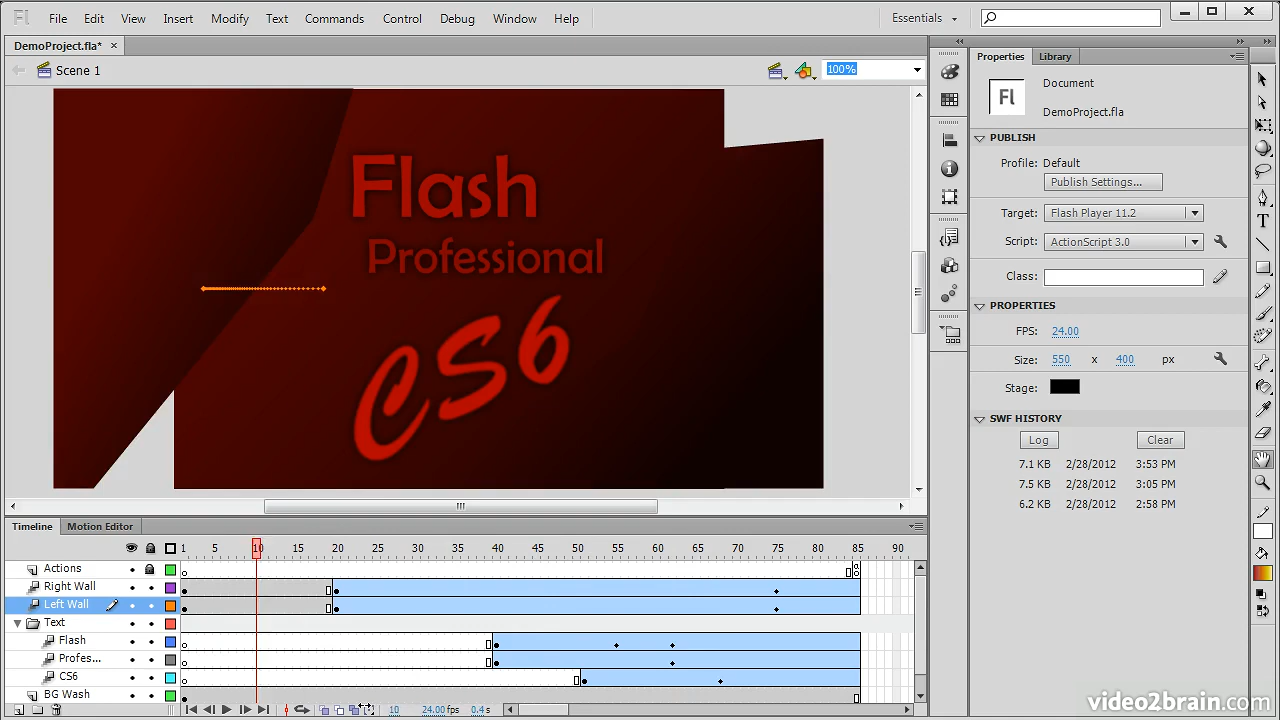 Fl File Edit View Insert Modify Text Commands Control Debug Window Help Essentials
DemoProject.fla*
Scene 1 100%
Flash
Professional
CS6
Properties Library
Fl Document
DemoProject.fla
PUBLISH
Profile: Default
Publish Settings...
Target: Flash Player 11.2
Script: ActionScript 3.0
Class:
PROPERTIES
FPS: 24.00
Size: 550 x 400 px
Stage:
SWF HISTORY
Log Clear
7.1 KB 2/28/2012 3:53 PM
7.5 KB 2/28/2012 3:05 PM
6.2 KB 2/28/2012 2:58 PM
Timeline Motion Editor
1 5 10 15 20 25 30 35 40 45 50 55 60 65 70 75 80 85 90
Actions
Right Wall
Left Wall
Text
Flash
Profes...
CS6
BG Wash
10 24.00 fps 0.4 s
video2brain.com